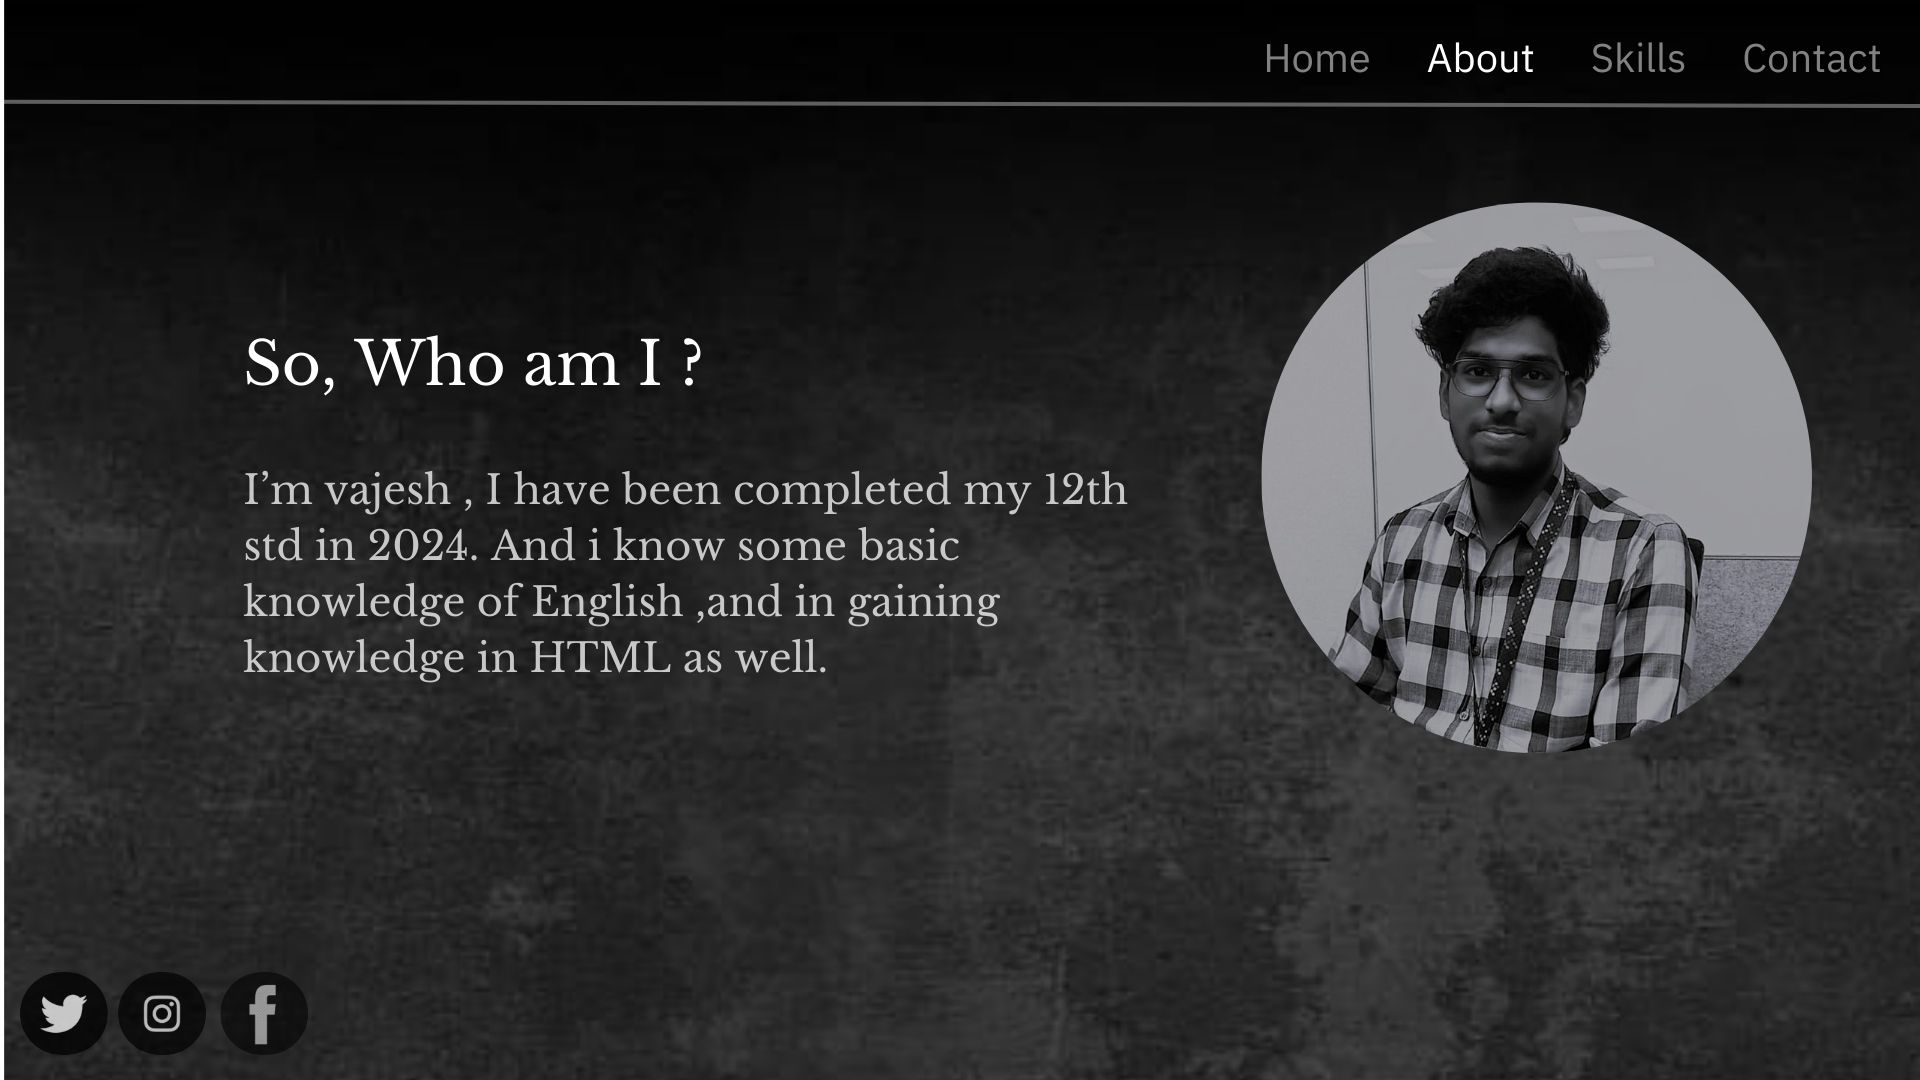 Home About Skills Contact
So, Who am I ?
I’m vajesh , I have been completed my 12th
std in 2024. And i know some basic
knowledge of English ,and in gaining
knowledge in HTML as well.